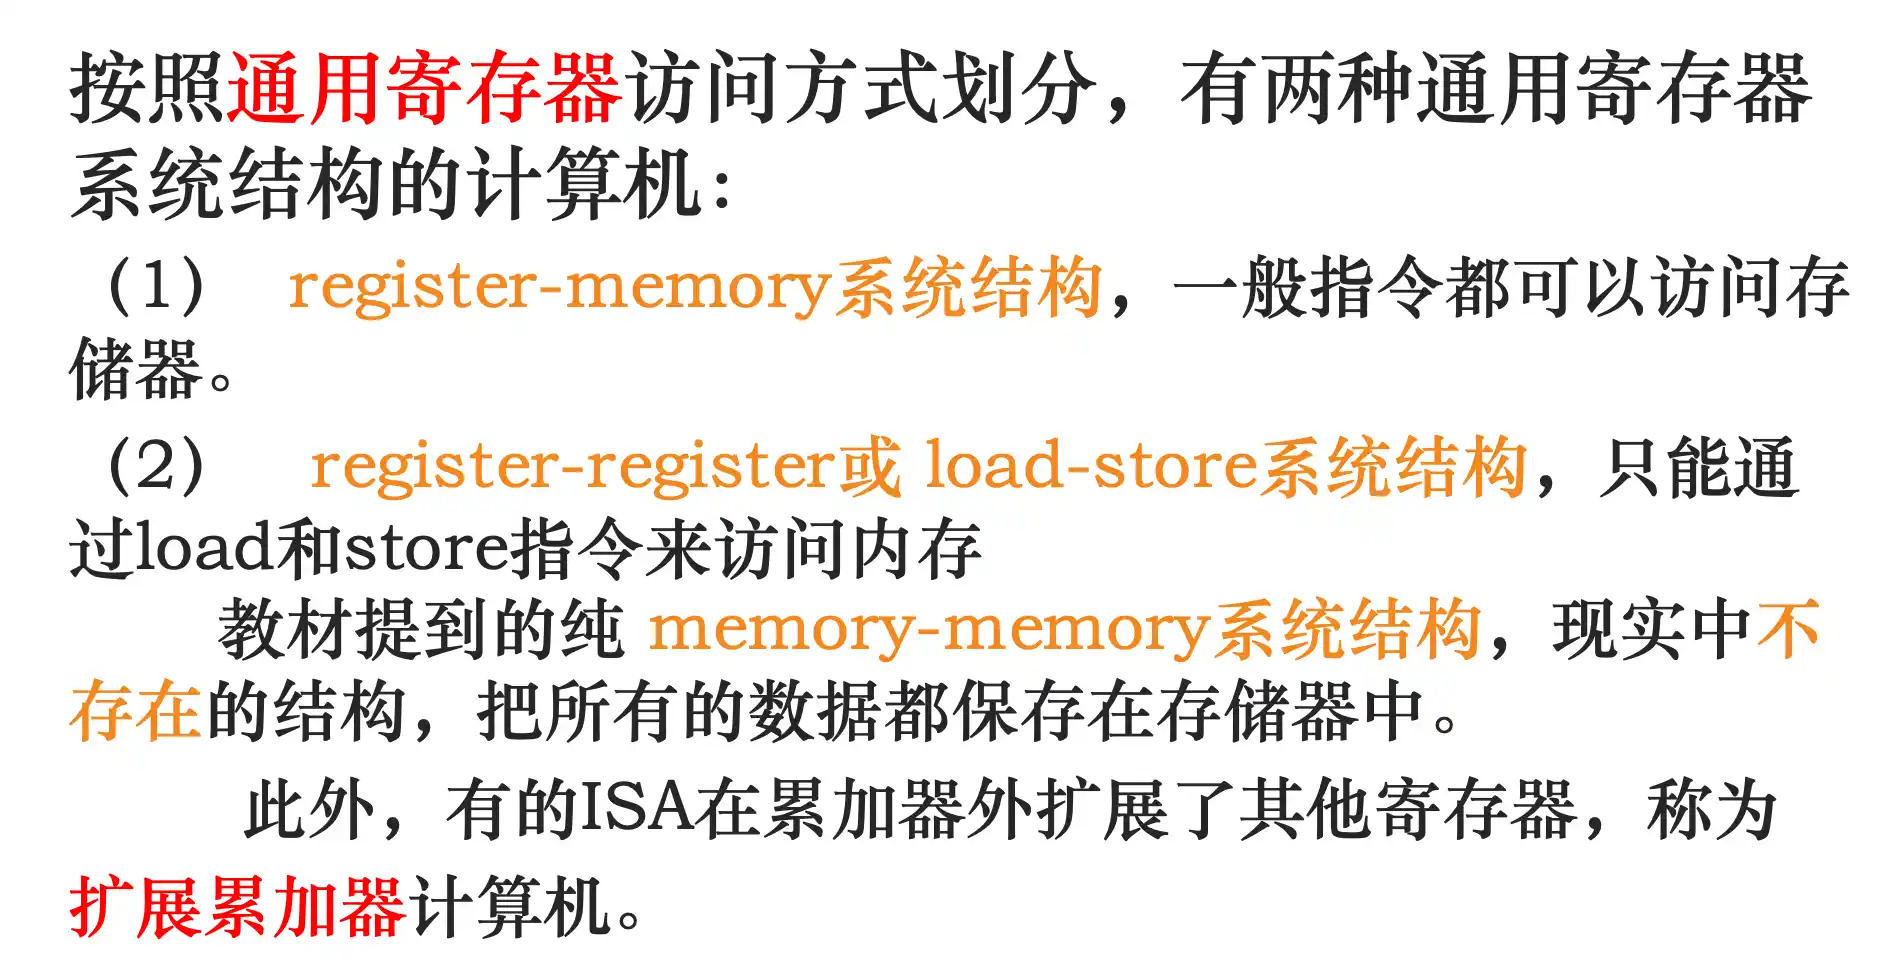 按照通用寄存器访问方式划分，有两种通用寄存器
系统结构的计算机：
（1） register-memory系统结构，一般指令都可以访问存
储器。
（2） register-register或 load-store系统结构，只能通
过load和store指令来访问内存
教材提到的纯 memory-memory系统结构，现实中不
存在的结构，把所有的数据都保存在存储器中。
此外，有的ISA在累加器外扩展了其他寄存器，称为
扩展累加器计算机。